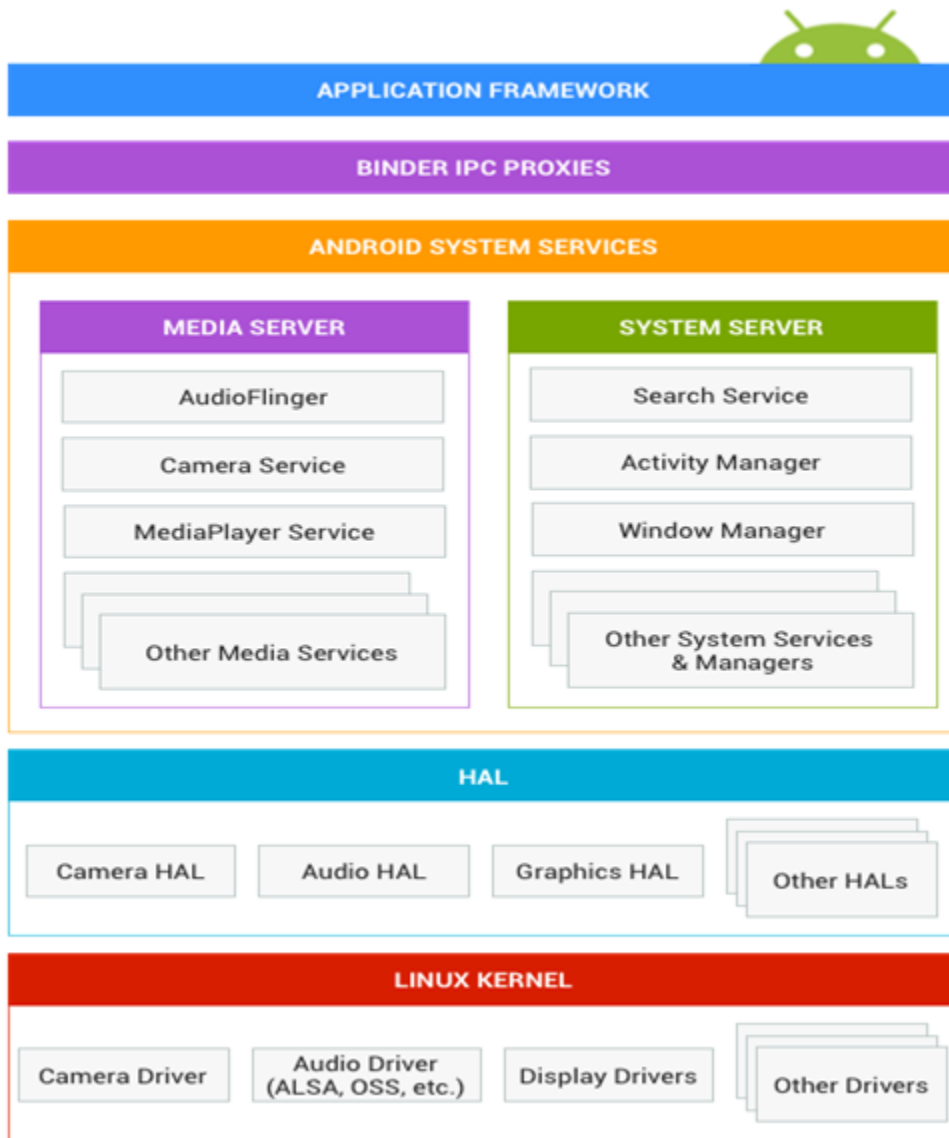 APPLICATION FRAMEWORK
BINDER IPC PROXIES
ANDROID SYSTEM SERVICES
MEDIA SERVER
AudioFlinger
Camera Service
MediaPlayer Service
Other Media Services
SYSTEM SERVER
Search Service
Activity Manager
Window Manager
Other System Services
& Managers
HAL
Camera HAL
Audio HAL
Graphics HAL
Other HALs
LINUX KERNEL
Camera Driver
Audio Driver
(ALSA, OSS, etc.)
Display Drivers
Other Drivers